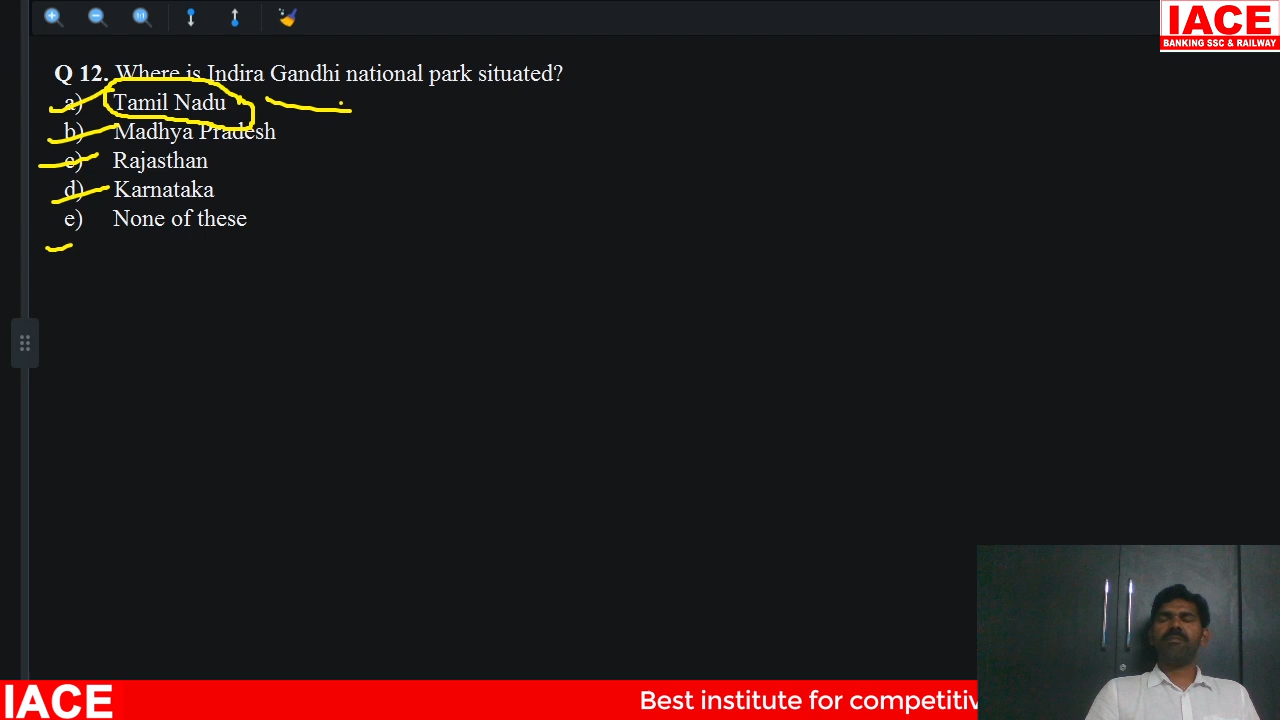 IACE
BANKING SSC & RAILWAY
Q 12. Where is Indira Gandhi national park situated?
a) Tamil Nadu
b) Madhya Pradesh
c) Rajasthan
d) Karnataka
e) None of these
IACE
Best institute for competitiv